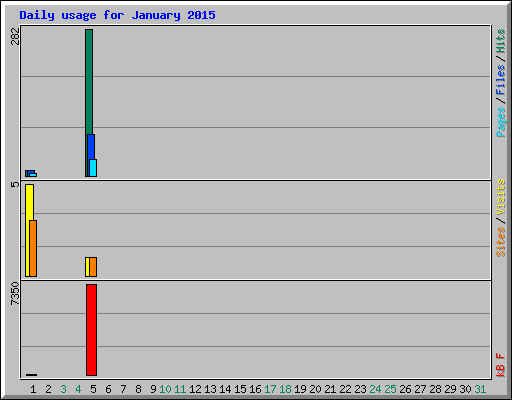 Daily usage for January 2015
282
Pages / Files / Hits
5
Sites / Visits
7350
kB F
1 2 3 4 5 6 7 8 9 10 11 12 13 14 15 16 17 18 19 20 21 22 23 24 25 26 27 28 29 30 31